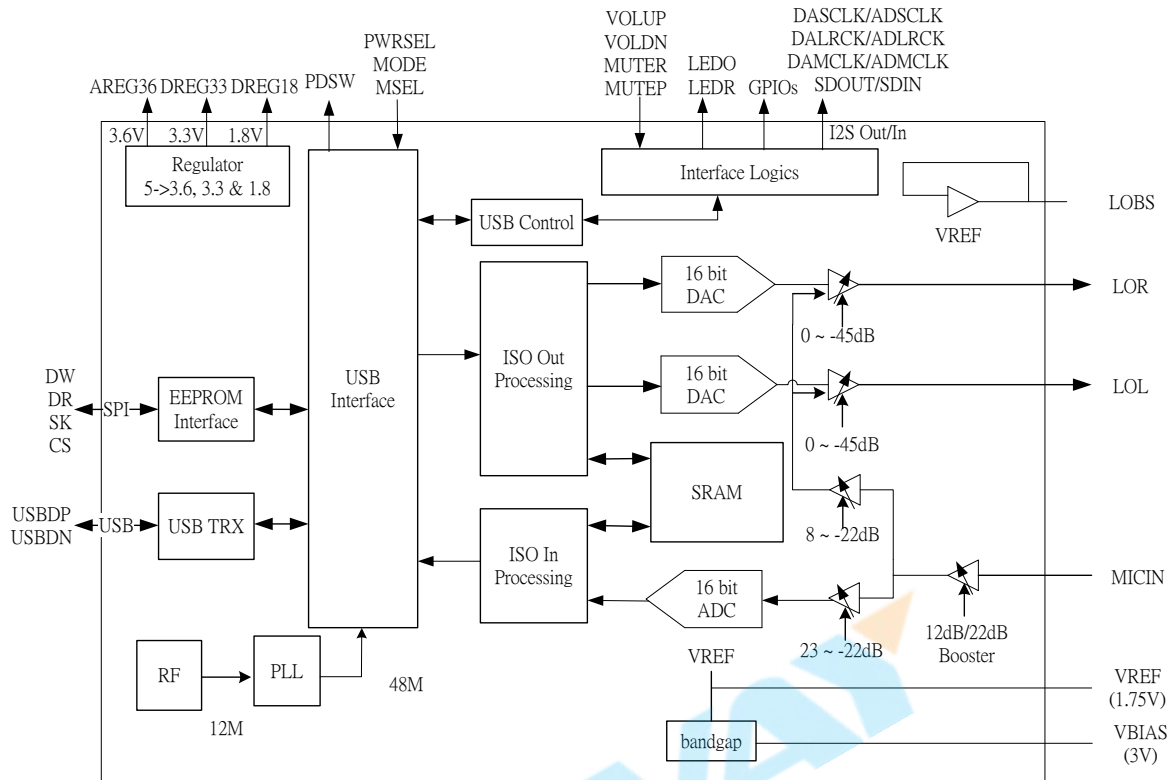 VOLUP
VOLDN
MUTER
MUTEP
DASCLK/ADSCLK
DALRCK/ADLRCK
DAMCLK/ADMCLK
SDOUT/SDIN
PWRSEL
MODE
MSEL
LEDO
LEDR
GPIOs
AREG36 DREG33 DREG18
PDSW
3.6V 3.3V 1.8V
I2S Out/In
Regulator
5->3.6, 3.3 & 1.8
Interface Logics
USB Control
VREF
LOBS
16 bit
DAC
LOR
0 ~ -45dB
ISO Out
Processing
USB
Interface
DW
DR
SK
CS
SPI
EEPROM
Interface
16 bit
DAC
LOL
0 ~ -45dB
SRAM
8 ~ -22dB
USBDP
USBDN
USB
USB TRX
ISO In
Processing
16 bit
ADC
MICIN
23 ~ -22dB
12dB/22dB
Booster
RF
PLL
12M
48M
VREF
VREF
(1.75V)
bandgap
VBIAS
(3V)
WAY